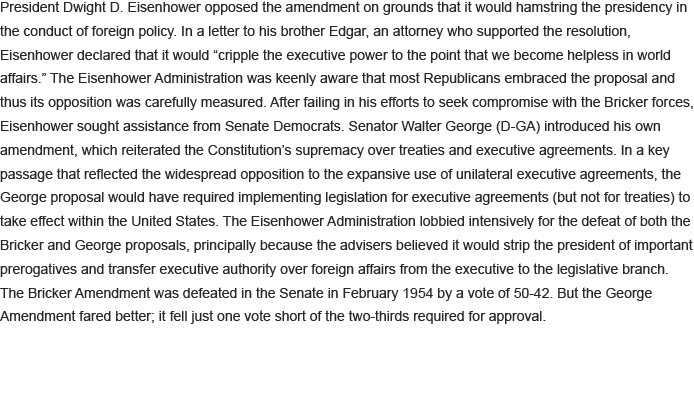 President Dwight D. Eisenhower opposed the amendment on grounds that it would hamstring the presidency in
the conduct of foreign policy. In a letter to his brother Edgar, an attorney who supported the resolution,
Eisenhower declared that it would “cripple the executive power to the point that we become helpless in world
affairs.” The Eisenhower Administration was keenly aware that most Republicans embraced the proposal and
thus its opposition was carefully measured. After failing in his efforts to seek compromise with the Bricker forces,
Eisenhower sought assistance from Senate Democrats. Senator Walter George (D-GA) introduced his own
amendment, which reiterated the Constitution’s supremacy over treaties and executive agreements. In a key
passage that reflected the widespread opposition to the expansive use of unilateral executive agreements, the
George proposal would have required implementing legislation for executive agreements (but not for treaties) to
take effect within the United States. The Eisenhower Administration lobbied intensively for the defeat of both the
Bricker and George proposals, principally because the advisers believed it would strip the president of important
prerogatives and transfer executive authority over foreign affairs from the executive to the legislative branch.
The Bricker Amendment was defeated in the Senate in February 1954 by a vote of 50-42. But the George
Amendment fared better; it fell just one vote short of the two-thirds required for approval.